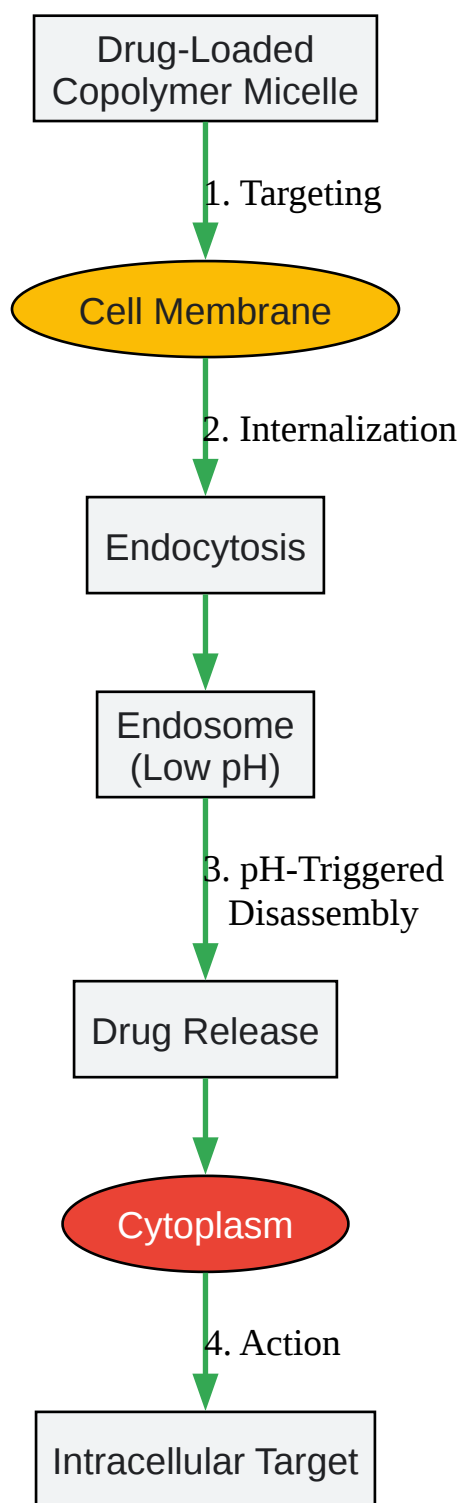 Drug-Loaded
Copolymer Micelle
1. Targeting
Cell Membrane
2. Internalization
Endocytosis
Endosome
(Low pH)
3. pH-Triggered
Disassembly
Drug Release
Cytoplasm
4. Action
Intracellular Target